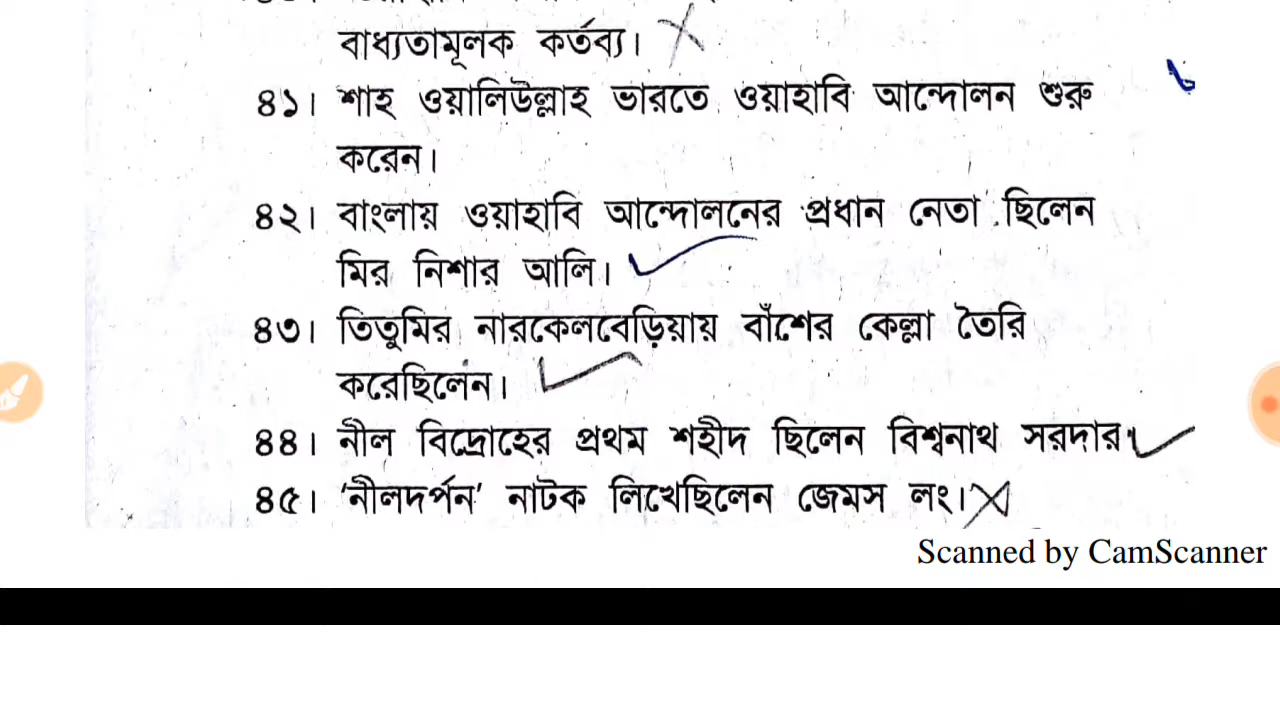 বাধ্যতামূলক কর্তব্য।
৪১। শাহ ওয়ালিউল্লাহ ভারতে ওয়াহাবি আন্দোলন শুরু
করেন।
৪২। বাংলায় ওয়াহাবি আন্দোলনের প্রধান নেতা ছিলেন
মির নিশার আলি।
৪৩। তিতুমির নারকেলবেড়িয়ায় বাঁশের কেল্লা তৈরি
করেছিলেন।
৪৪। নীল বিদ্রোহের প্রথম শহীদ ছিলেন বিশ্বনাথ সরদার।
৪৫। 'নীলদর্পন' নাটক লিখেছিলেন জেমস লং।
Scanned by CamScanner